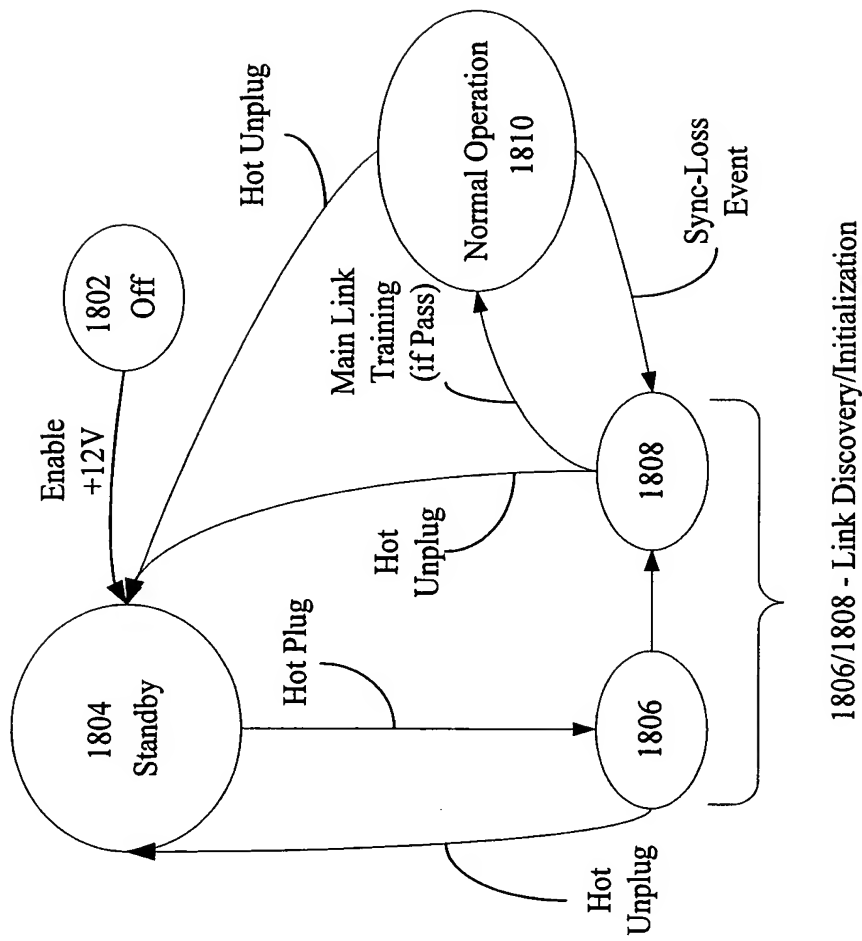 1802
Off
Enable
+12V
1804
Standby
Hot Unplug
Normal Operation
1810
Main Link
Training
(if Pass)
Sync-Loss
Event
Hot
Unplug
Hot Plug
1808
1806
Hot
Unplug
1806/1808 - Link Discovery/Initialization